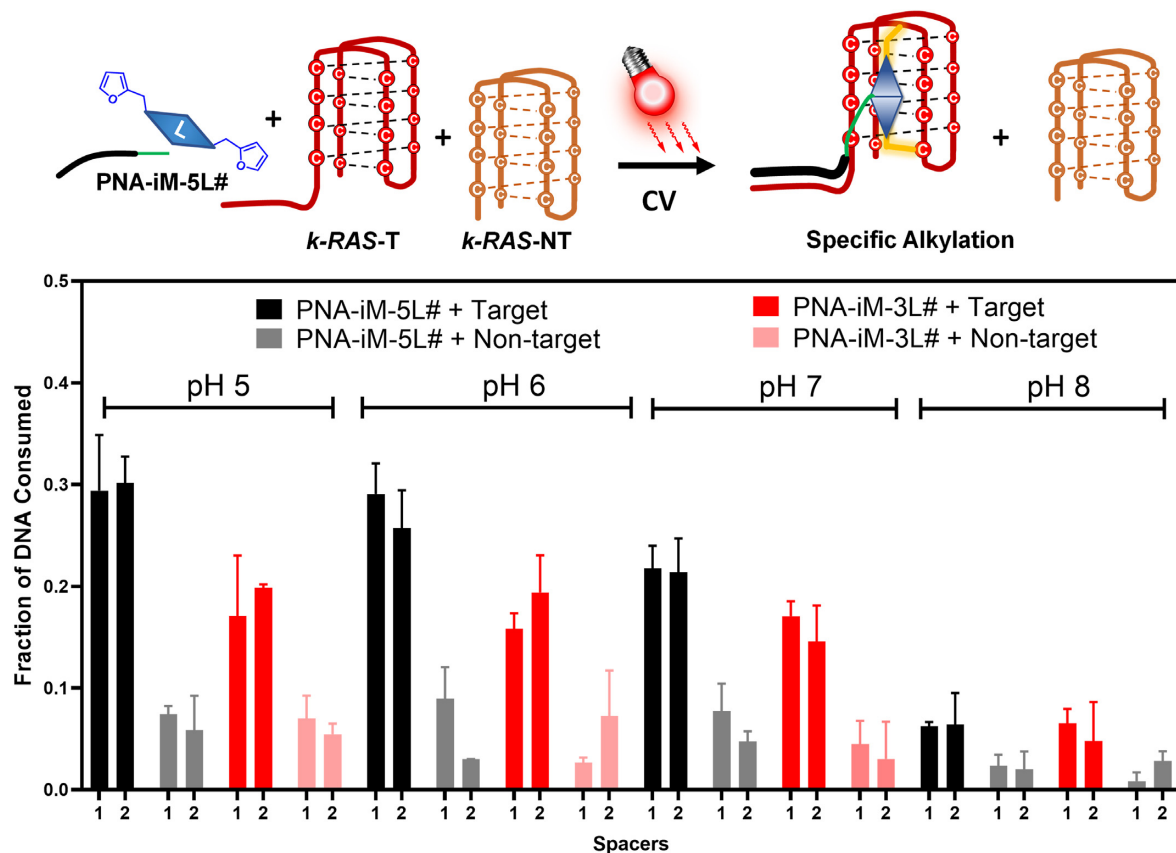 L
PNA-iM-5L#
+
k-RAS-T
+
k-RAS-NT
CV
Specific Alkylation
+
C C C C C C C C C C C C
PNA-iM-5L# + Target
PNA-iM-5L# + Non-target
PNA-iM-3L# + Target
PNA-iM-3L# + Non-target
pH 5
pH 6
pH 7
pH 8
Fraction of DNA Consumed
0.5
0.4
0.3
0.2
0.1
0.0
1 2 1 2 1 2 1 2 1 2 1 2 1 2 1 2 1 2 1 2 1 2 1 2 1 2 1 2 1 2 1 2
Spacers